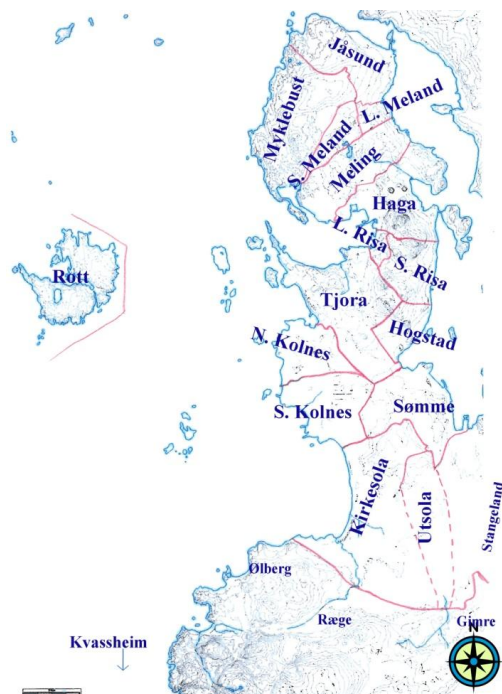 Jåsund
Myklebust
L. Meland
S. Meland
Meling
Haga
L. Risa
S. Risa
Rott
Tjora
Hogstad
N. Kolnes
S. Kolnes
Sømme
Kirkesola
Utsola
Stangeland
Ølberg
Ræge
Gimre
Kvassheim
N